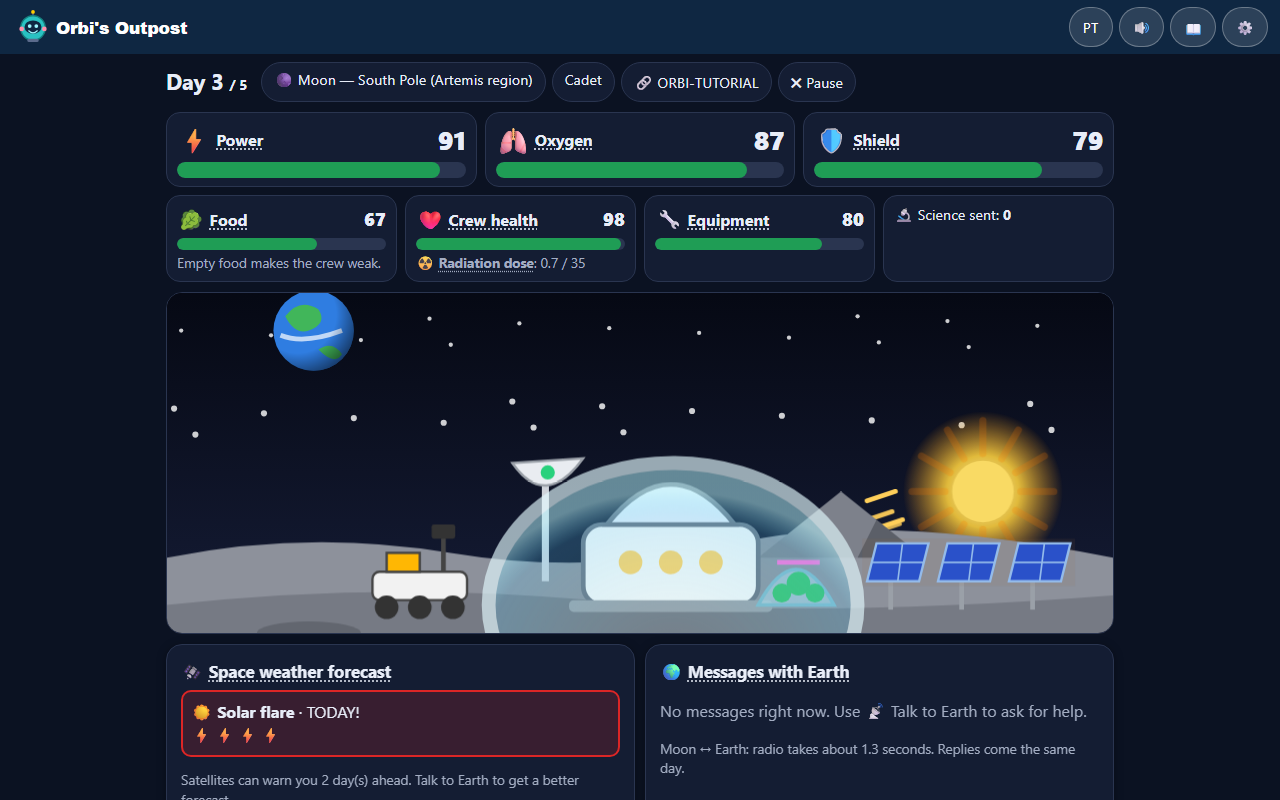 Orbi's Outpost
PT
Day 3 / 5
Moon — South Pole (Artemis region)
Cadet
ORBI-TUTORIAL
✕ Pause
Power 91
Oxygen 87
Shield 79
Food 67
Empty food makes the crew weak.
Crew health 98
Radiation dose: 0.7 / 35
Equipment 80
Science sent: 0
Space weather forecast
Solar flare · TODAY!
Satellites can warn you 2 day(s) ahead. Talk to Earth to get a better
forecast.
Messages with Earth
No messages right now. Use Talk to Earth to ask for help.
Moon ↔ Earth: radio takes about 1.3 seconds. Replies come the same
day.